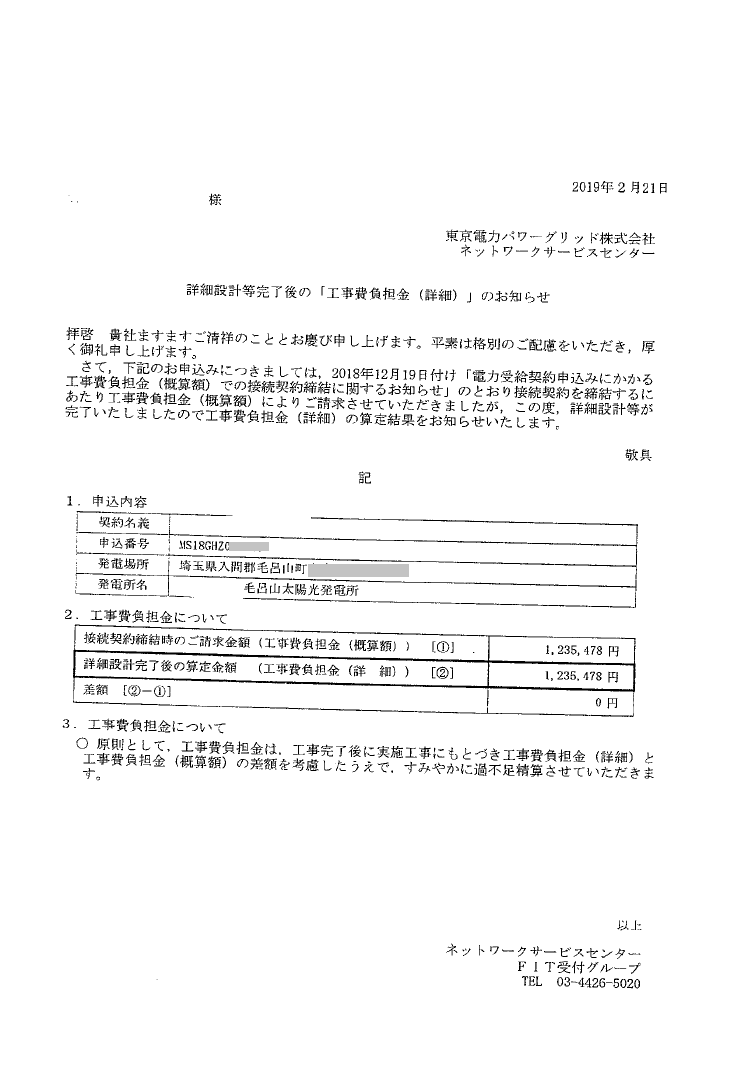 2019年2月21日
様
東京電力パワーグリッド株式会社
ネットワークサービスセンター
詳細設計等完了後の「工事費負担金(詳細)」のお知らせ
拝啓 貴社ますますご清祥のこととお慶び申し上げます。平素は格別のご配慮をいただき,厚
く御礼申し上げます。
さて,下記のお申込みにつきましては,2018年12月19日付け「電力受給契約申込みにかかる
工事費負担金(概算額)での接続契約締結に関するお知らせ」のとおり接続契約を締結するに
あたり工事費負担金(概算額)によりご請求させていただきましたが,この度,詳細設計等が
完了いたしましたので工事費負担金(詳細)の算定結果をお知らせいたします。
敬具
記
1.申込内容
契約名義
申込番号 MS18GHZ0
発電場所 埼玉県入間郡毛呂山町
発電所名 毛呂山太陽光発電所
2.工事費負担金について
接続契約締結時のご請求金額(工事費負担金(概算額)) [①] 1,235,478 円
詳細設計完了後の算定金額 (工事費負担金(詳 細)) [②] 1,235,478 円
差額 [②-①] 0 円
3.工事費負担金について
○ 原則として,工事費負担金は,工事完了後に実施工事にもとづき工事費負担金(詳細)と
工事費負担金(概算額)の差額を考慮したうえで,すみやかに過不足精算させていただきま
す。
以上
ネットワークサービスセンター
FIT受付グループ
TEL 03-4426-5020